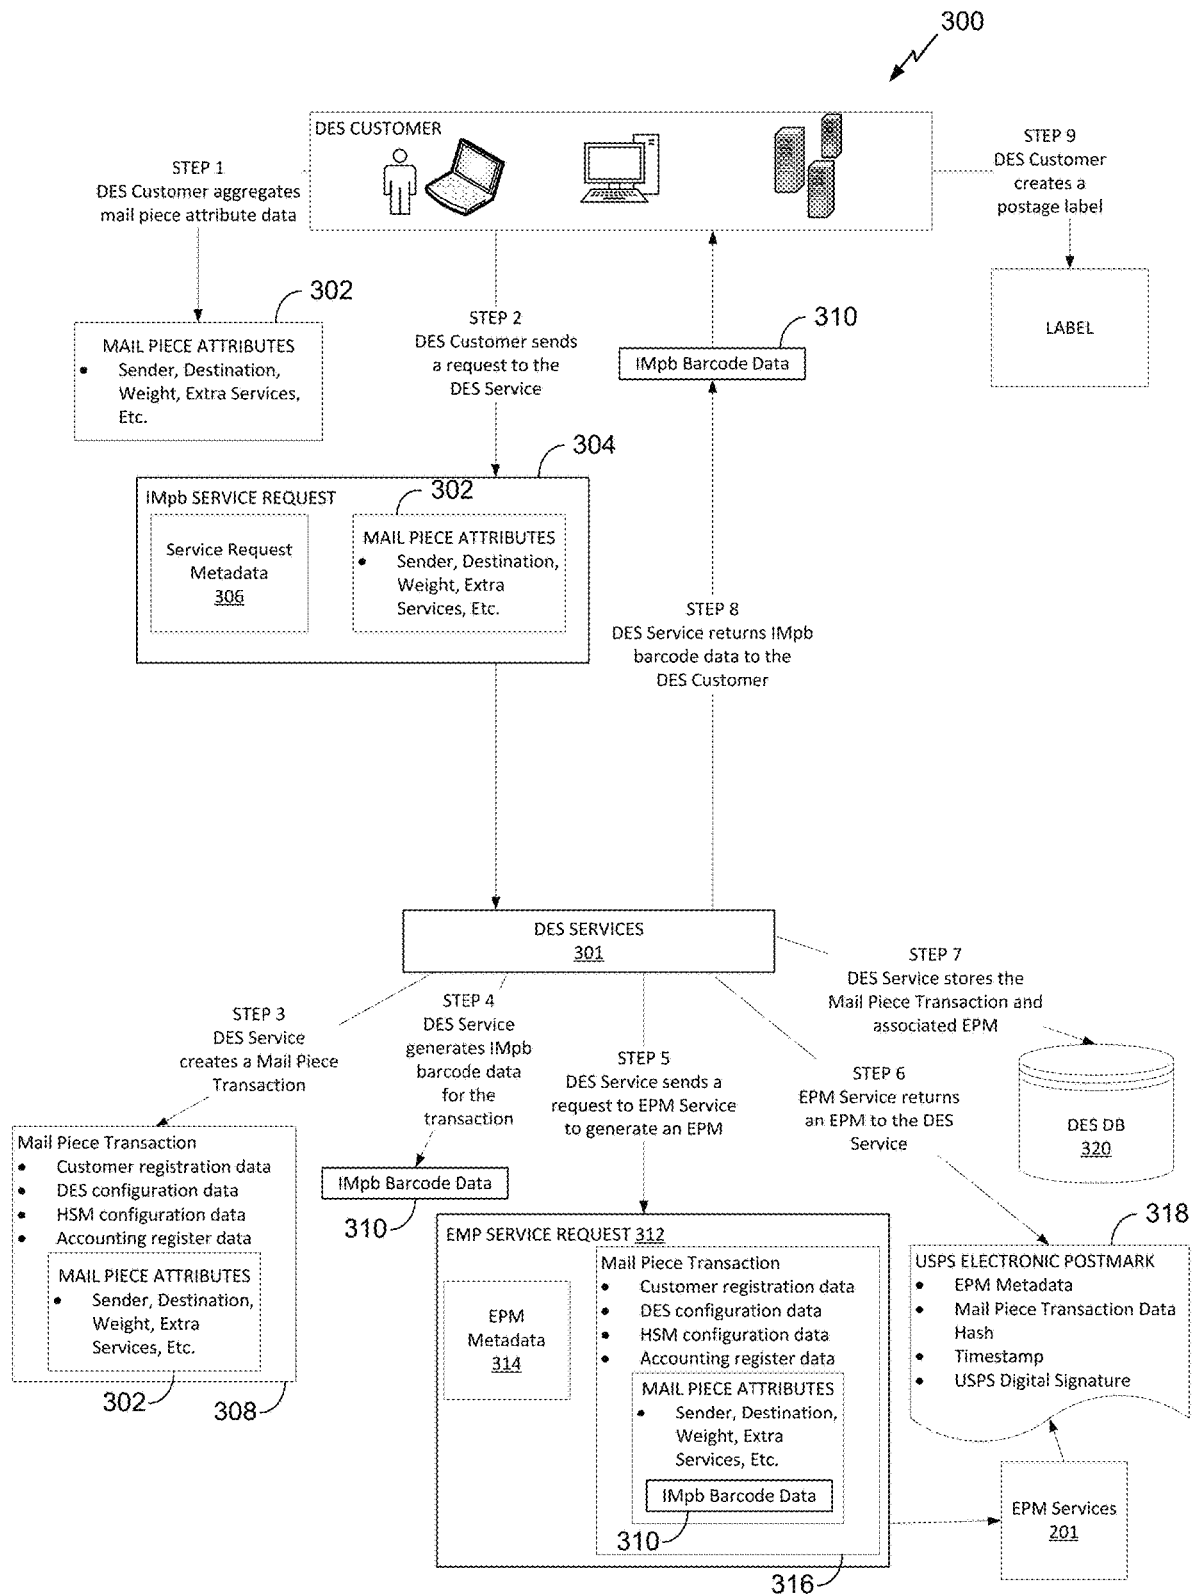 300
DES CUSTOMER
STEP 1
DES Customer aggregates
mail piece attribute data
STEP 9
DES Customer
creates a
postage label
302
MAIL PIECE ATTRIBUTES
• Sender, Destination,
Weight, Extra Services,
Etc.
STEP 2
DES Customer sends
a request to the
DES Service
310
IMpb Barcode Data
LABEL
304
IMpb SERVICE REQUEST
Service Request
Metadata
306
302
MAIL PIECE ATTRIBUTES
• Sender, Destination,
Weight, Extra
Services, Etc.
STEP 8
DES Service returns IMpb
barcode data to the
DES Customer
DES SERVICES
301
STEP 3
DES Service
creates a Mail Piece
Transaction
STEP 4
DES Service
generates IMpb
barcode data
for the
transaction
STEP 5
DES Service sends a
request to EPM Service
to generate an EPM
STEP 6
EPM Service returns
an EPM to the DES
Service
STEP 7
DES Service stores the
Mail Piece Transaction and
associated EPM
DES DB
320
Mail Piece Transaction
• Customer registration data
• DES configuration data
• HSM configuration data
• Accounting register data
MAIL PIECE ATTRIBUTES
• Sender, Destination,
Weight, Extra
Services, Etc.
302
308
IMpb Barcode Data
310
EMP SERVICE REQUEST 312
EPM
Metadata
314
Mail Piece Transaction
• Customer registration data
• DES configuration data
• HSM configuration data
• Accounting register data
MAIL PIECE ATTRIBUTES
• Sender, Destination,
Weight, Extra
Services, Etc.
IMpb Barcode Data
310
316
318
USPS ELECTRONIC POSTMARK
• EPM Metadata
• Mail Piece Transaction Data
Hash
• Timestamp
• USPS Digital Signature
EPM Services
201